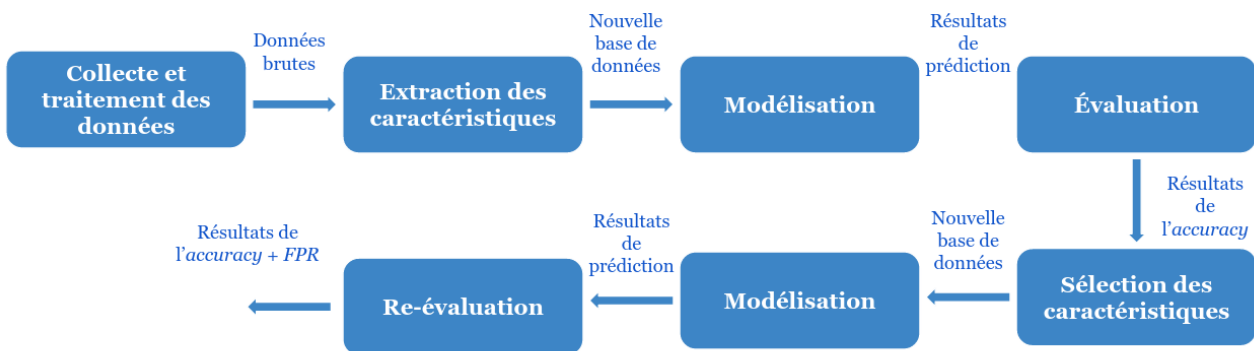 Collecte et
traitement des
données
Données
brutes
Extraction des
caractéristiques
Nouvelle
base de
données
Modélisation
Résultats
de
prédiction
Évaluation
Résultats
de
l'accuracy
Sélection des
caractéristiques
Nouvelle
base de
données
Modélisation
Résultats
de
prédiction
Re-évaluation
Résultats de
l'accuracy + FPR